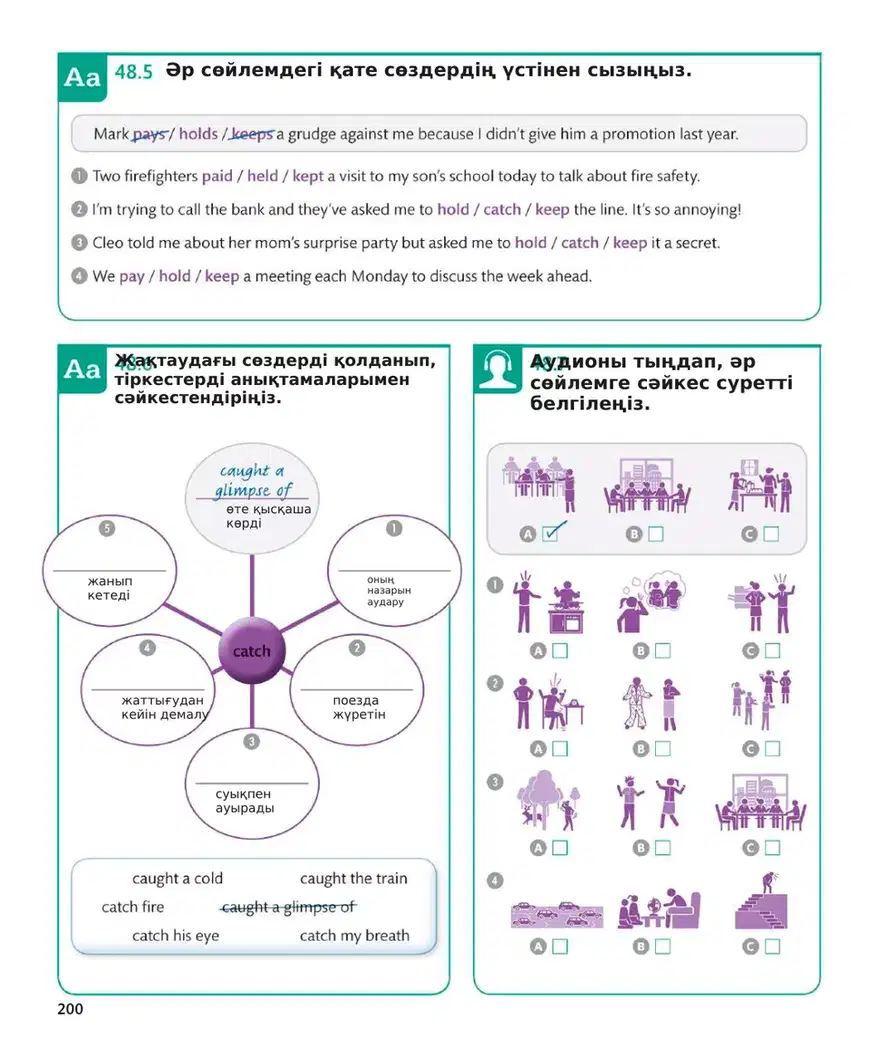 Aa 48.5 Әр сөйлемдегі қате сөздердің үстінен сызыңыз.
Mark pays / holds / keeps a grudge against me because I didn't give him a promotion last year.
1 Two firefighters paid / held / kept a visit to my son's school today to talk about fire safety.
2 I'm trying to call the bank and they've asked me to hold / catch / keep the line. It's so annoying!
3 Cleo told me about her mom's surprise party but asked me to hold / catch / keep it a secret.
4 We pay / hold / keep a meeting each Monday to discuss the week ahead.
Aa
Жақтаудағы сөздерді қолданып,
тіркестерді анықтамаларымен
сәйкестендіріңіз.
caught a
glimpse of
өте қысқаша
көрді
1
оның
назарын
аудару
2
поезда
жүретін
3
суықпен
ауырады
4
жаттығудан
кейін демалу
5
жанып
кетеді
catch
caught a cold caught the train
catch fire caught a glimpse of
catch his eye catch my breath
Аудионы тыңдап, әр
сөйлемге сәйкес суретті
белгілеңіз.
A B C
1
A B C
2
A B C
3
A B C
4
A B C
200